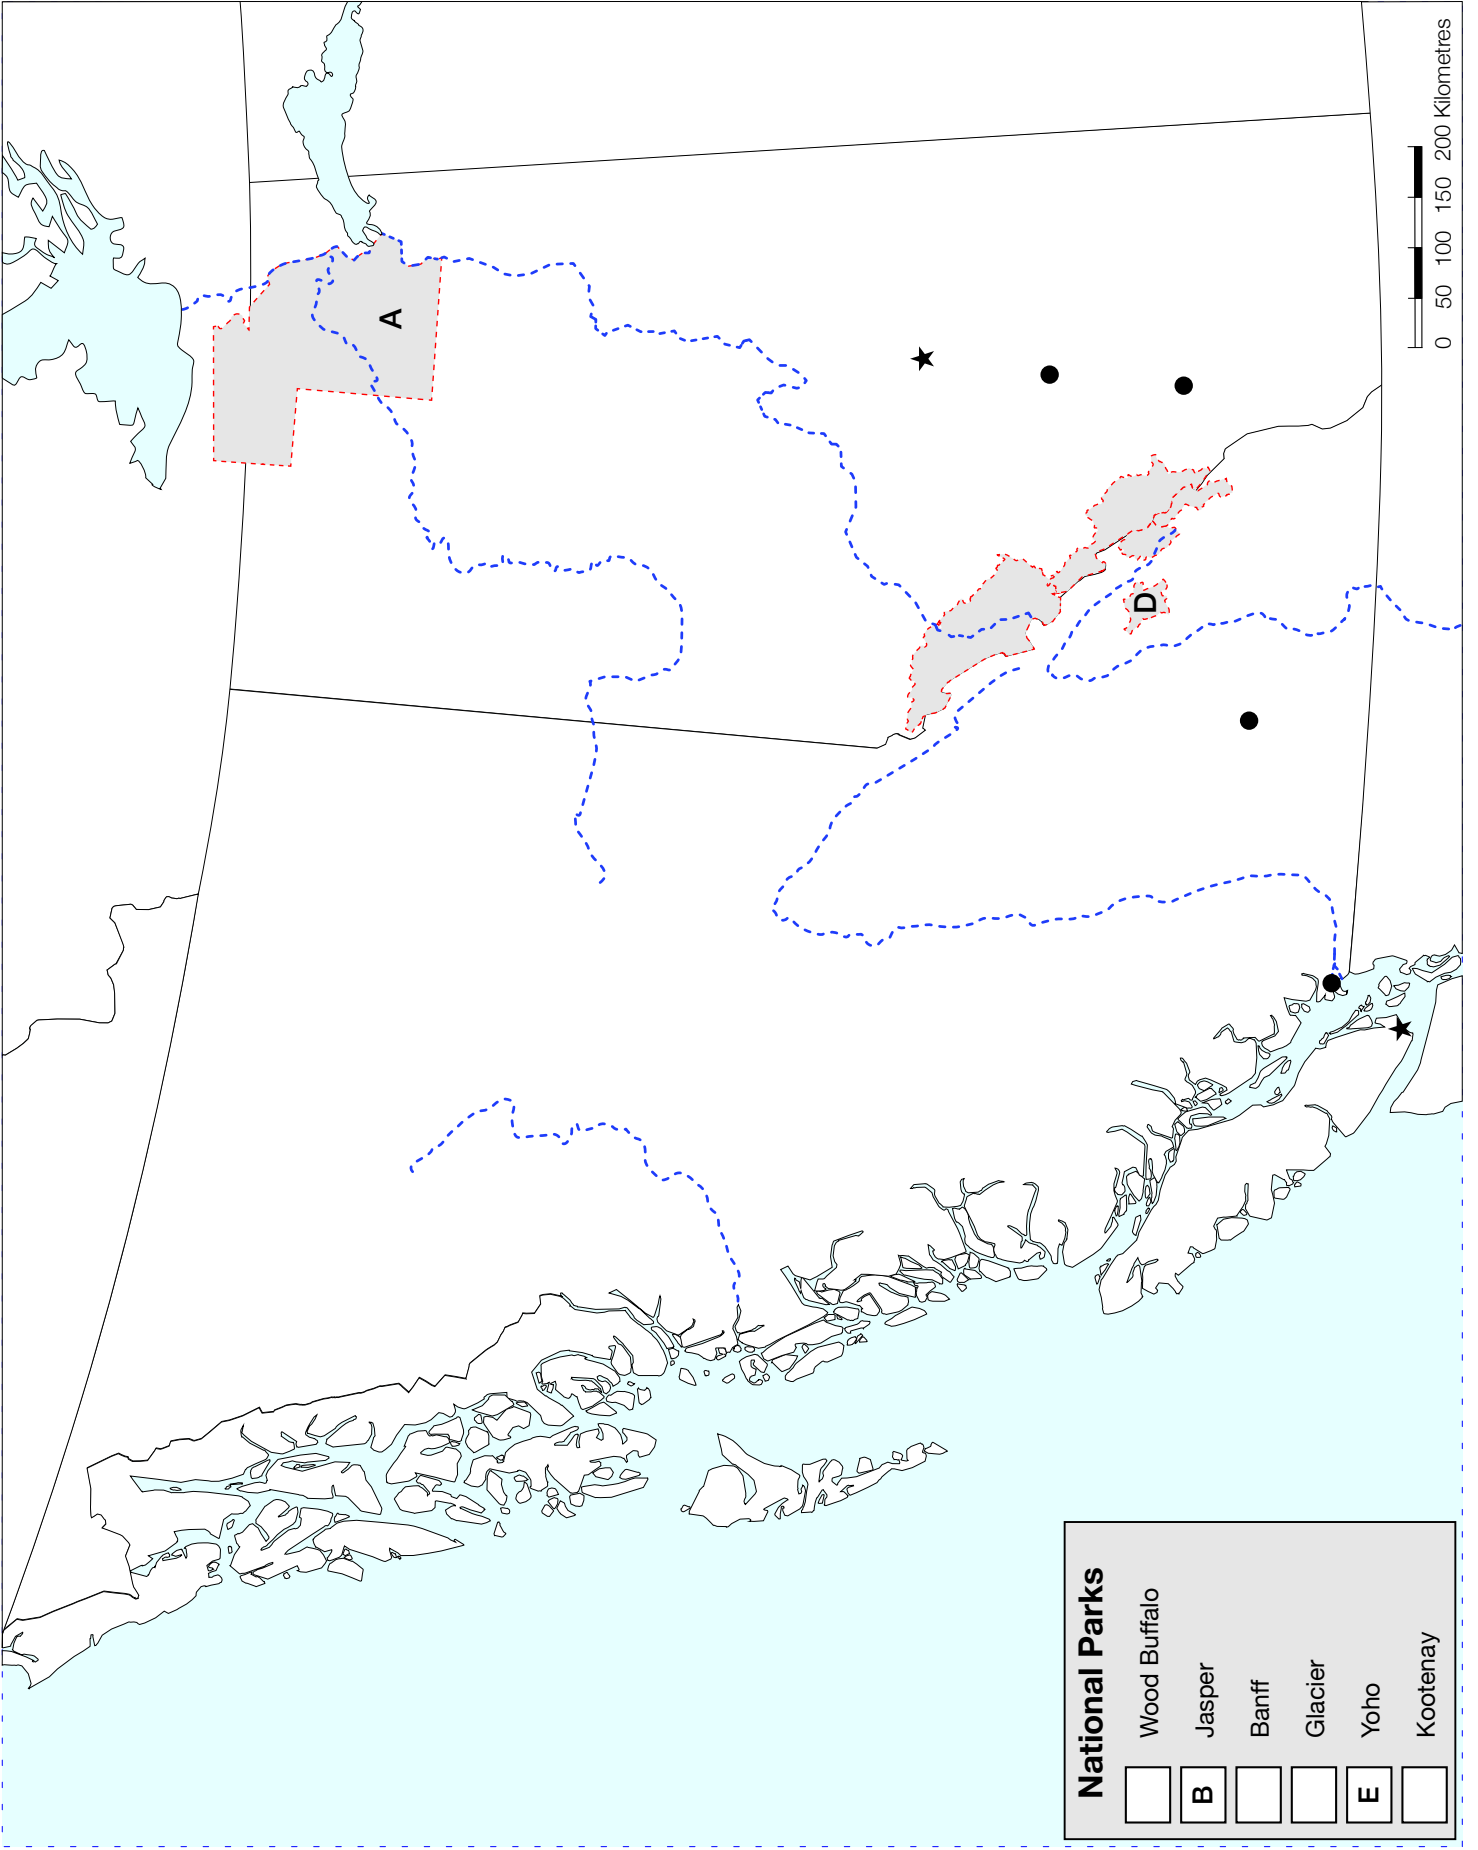 A
D
National Parks
Wood Buffalo
B Jasper
Banff
Glacier
E Yoho
Kootenay
0 50 100 150 200 Kilometres